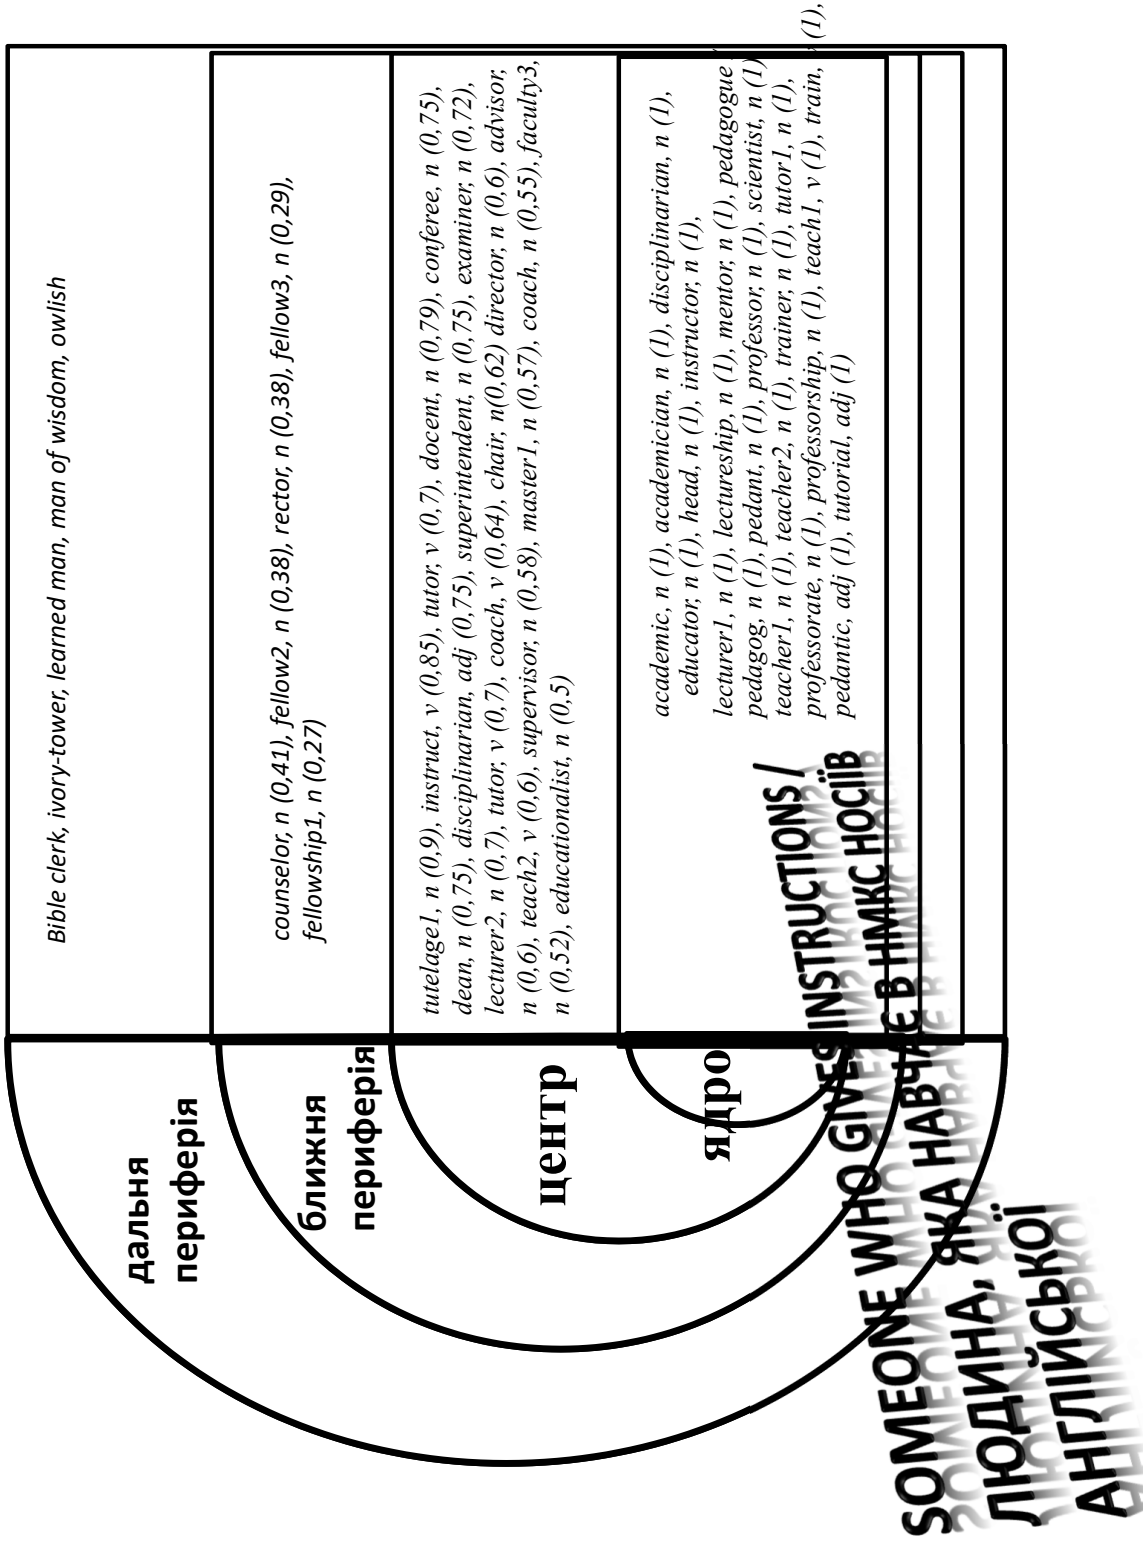 дальня
периферія
Bible clerk, ivory-tower, learned man, man of wisdom, owlish
ближня
периферія
counselor, n (0,41), fellow2, n (0,38), rector, n (0,38), fellow3, n (0,29),
fellowship1, n (0,27)
центр
tutelage1, n (0,9), instruct, v (0,85), tutor, v (0,7), docent, n (0,79), conferee, n (0,75),
dean, n (0,75), disciplinarian, adj (0,75), superintendent, n (0,75), examiner, n (0,72),
lecturer2, n (0,7), tutor, v (0,7), coach, v (0,64), chair, n(0,62) director, n (0,6), advisor,
n (0,6), teach2, v (0,6), supervisor, n (0,58), master1, n (0,57), coach, n (0,55), faculty3,
n (0,52), educationalist, n (0,5)
ядро
academic, n (1), academician, n (1), disciplinarian, n (1),
educator, n (1), head, n (1), instructor, n (1),
lecturer1, n (1), lectureship, n (1), mentor, n (1), pedagogue
pedagog, n (1), pedant, n (1), professor, n (1), scientist, n (1)
teacher1, n (1), teacher2, n (1), trainer, n (1), tutor1, n (1),
professorate, n (1), professorship, n (1), teach1, v (1), train, v (1),
pedantic, adj (1), tutorial, adj (1)
SOMEONE WHO GIVES INSTRUCTIONS /
ЛЮДИНА, ЯКА НАВЧАЄ В НМКС НОСІЇВ
АНГЛІЙСЬКОЇ